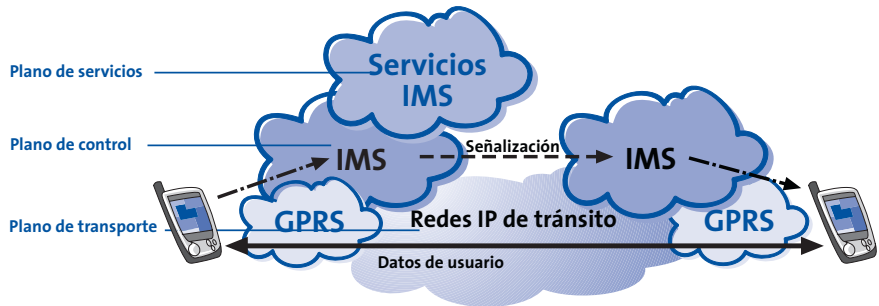 Plano de servicios
Servicios
IMS
Plano de control
IMS
Señalización
IMS
Plano de transporte
GPRS
Redes IP de tránsito
GPRS
Datos de usuario